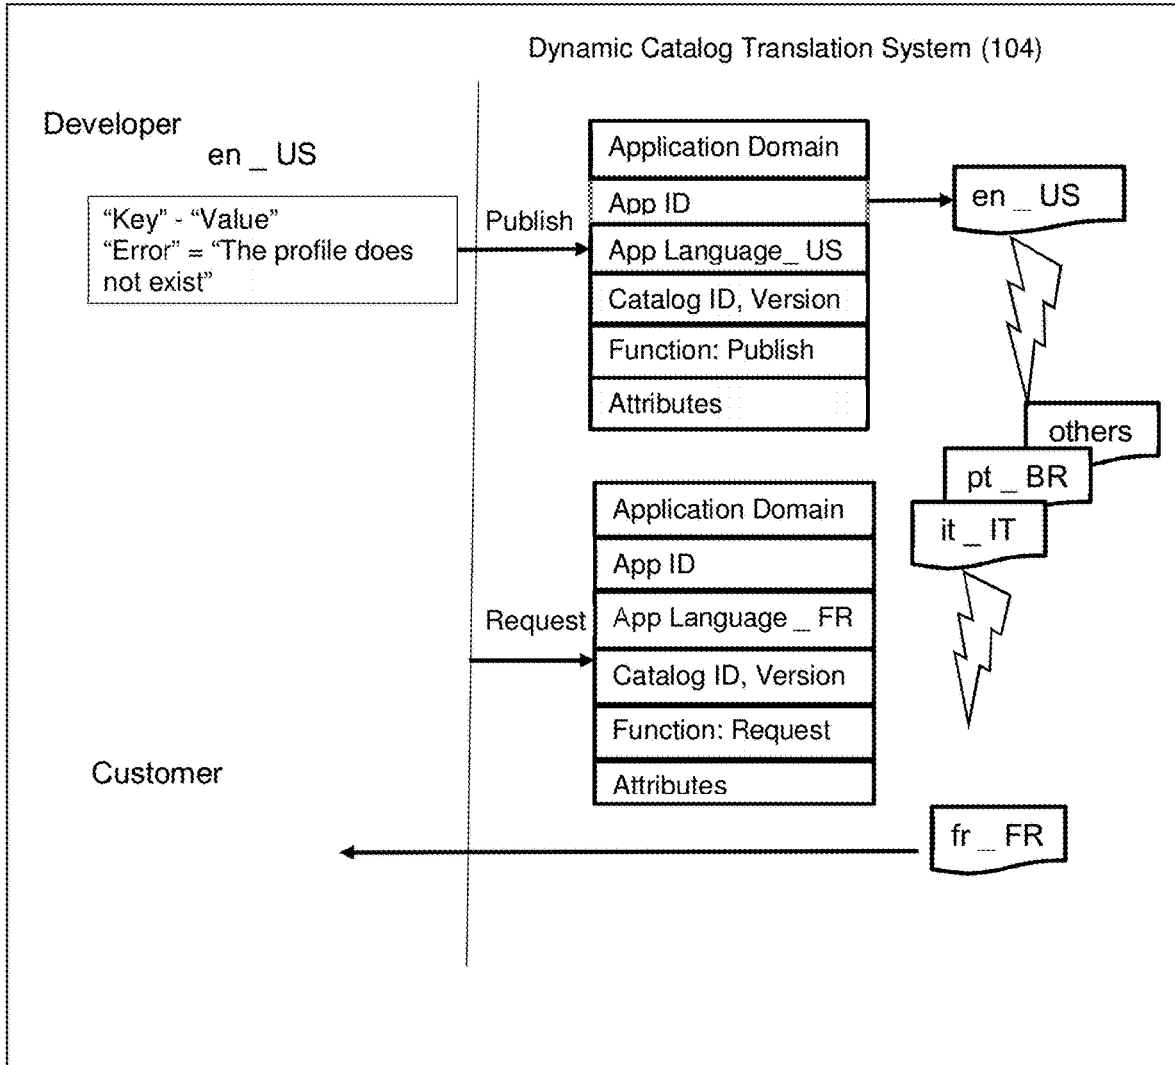 Dynamic Catalog Translation System (104)
Developer
en _ US
“Key” - “Value”
“Error” = “The profile does
not exist”
Publish
Application Domain
App ID
App Language_ US
Catalog ID, Version
Function: Publish
Attributes
en _ US
others
pt _ BR
it _ IT
Request
Application Domain
App ID
App Language _ FR
Catalog ID, Version
Function: Request
Attributes
Customer
fr _ FR